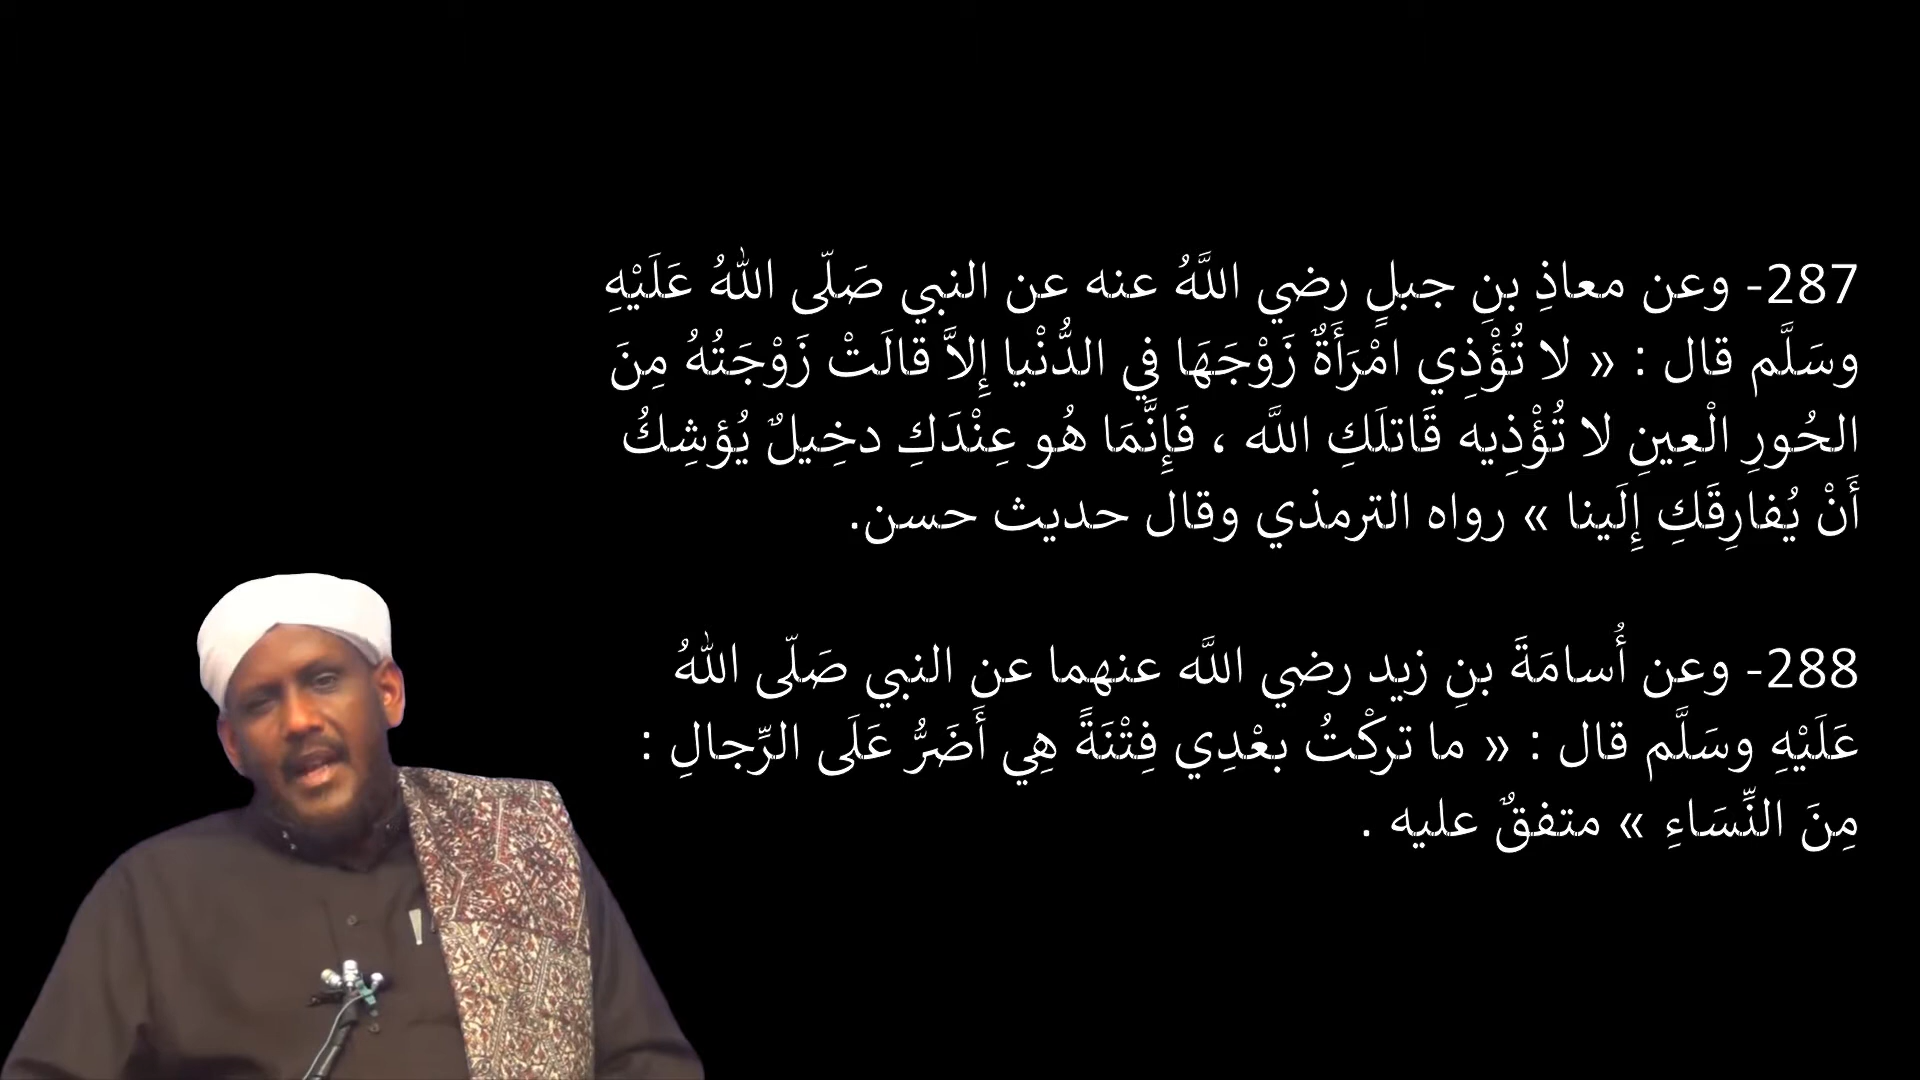 287- وعن معاذِ بنِ جبلٍ رضي اللَّهُ عنه عن النبي صَلّى اللهُ عَلَيْهِ
وسَلَّم قال : « لا تُؤْذِي امْرَأَةٌ زَوْجَهَا في الدُّنْيا إِلاَّ قالَتْ زَوْجَتُهُ مِنَ
الحُورِ الْعِينِ لا تُؤْذِيه قَاتلَكِ اللَّه ، فَإِنَّمَا هُو عِنْدَكِ دخِيلٌ يُؤشِكُ
أَنْ يُفارِقَكِ إِلَينا » رواه الترمذي وقال حديث حسن.
288- وعن أُسامَةَ بنِ زيد رضي اللَّه عنهما عن النبي صَلّى اللهُ
عَلَيْهِ وسَلَّم قال : « ما تركْتُ بعْدِي فِتْنَةً هِي أَضَرُّ عَلَى الرِّجالِ :
مِنَ النِّسَاءِ » متفقٌ عليه .